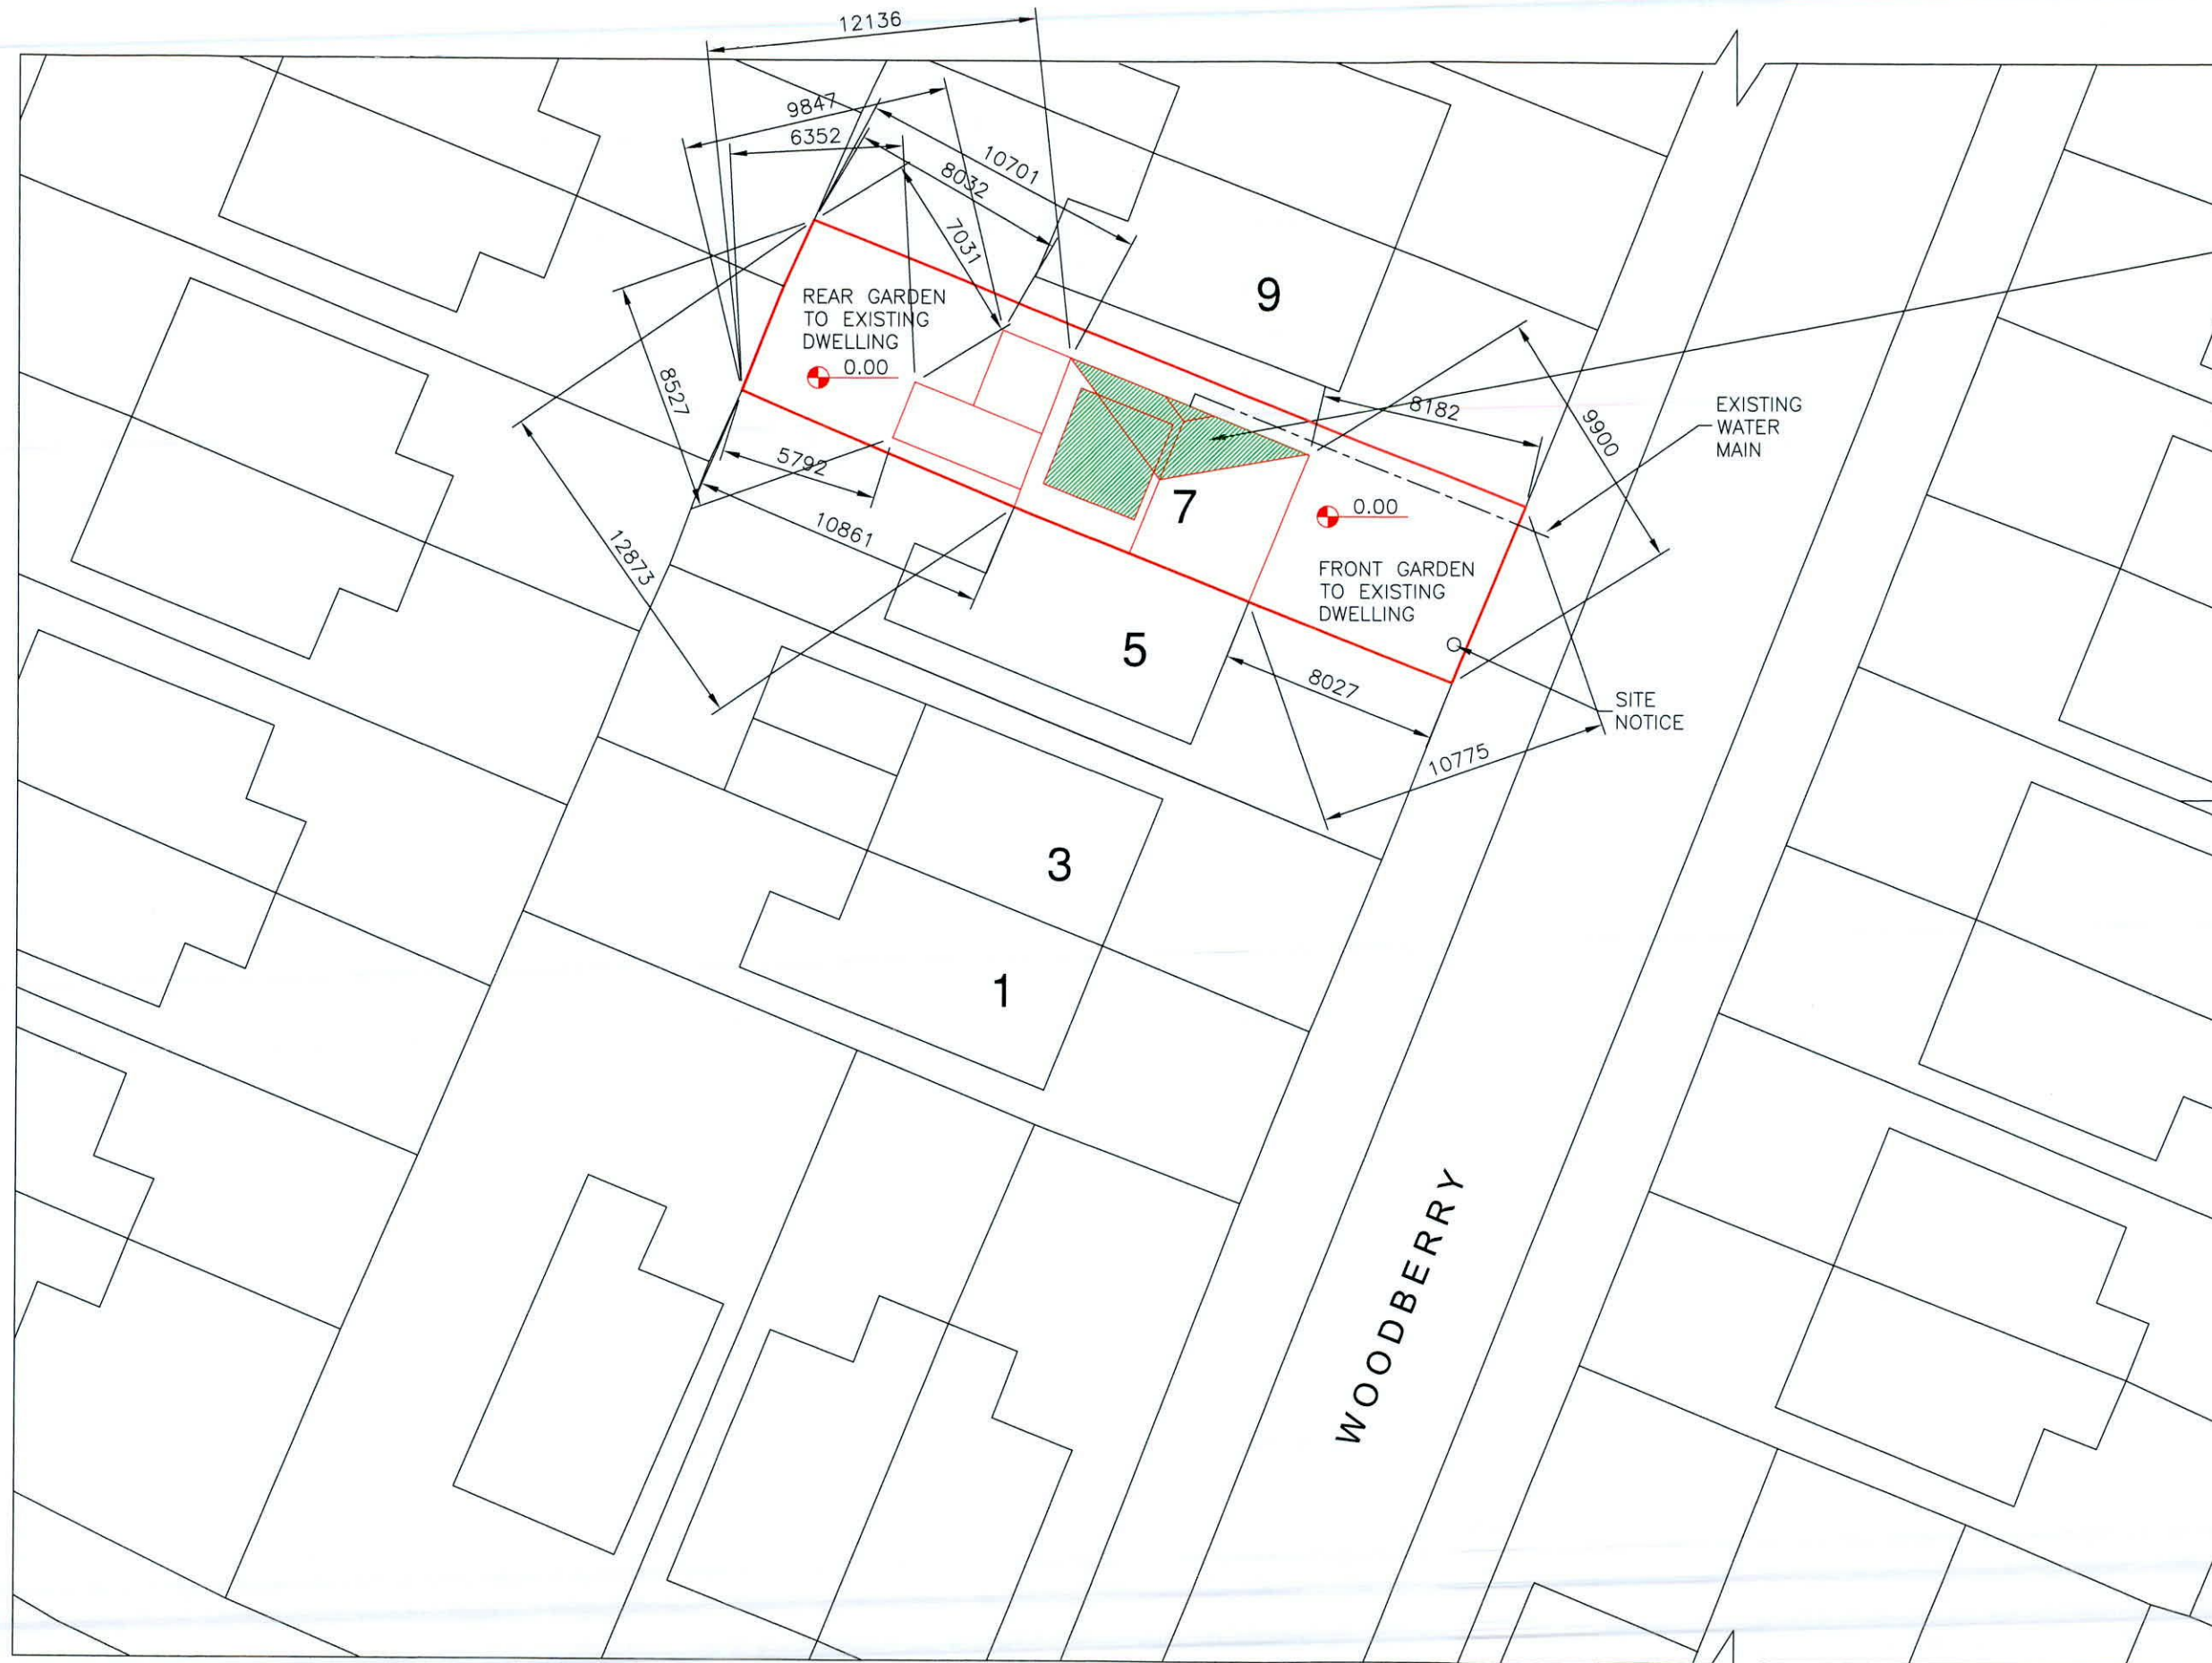 12136
9847
6352
10701
8032
7031
9
REAR GARDEN
TO EXISTING
DWELLING
0.00
8527
8182
9900
EXISTING
WATER
MAIN
5792
7
0.00
10861
12873
FRONT GARDEN
TO EXISTING
DWELLING
5
8027
SITE
NOTICE
10775
3
1
WOODBERRY